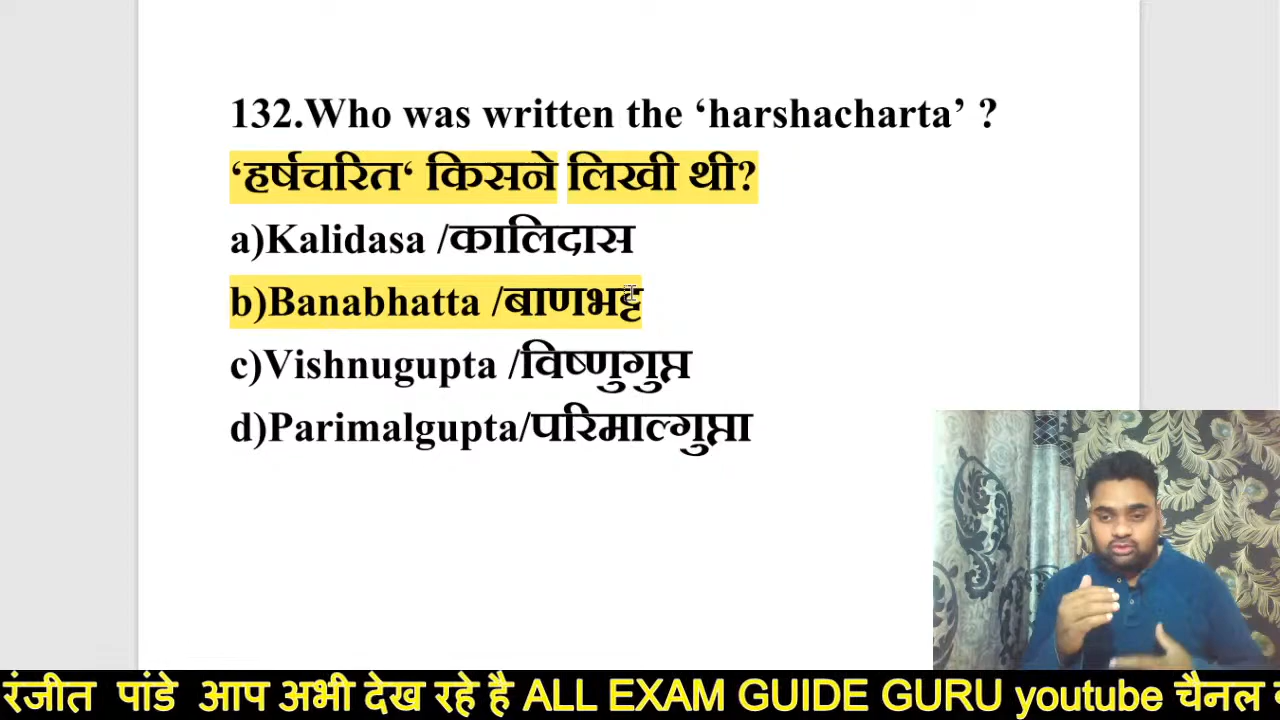 132.Who was written the ‘harshacharta’ ?
‘हर्षचरित‘ किसने लिखी थी?
a)Kalidasa /कालिदास
b)Banabhatta /बाणभट्ट
c)Vishnugupta /विष्णुगुप्त
d)Parimalgupta/परिमाल्गुप्ता
रंजीत पांडे आप अभी देख रहे है ALL EXAM GUIDE GURU youtube चैनल